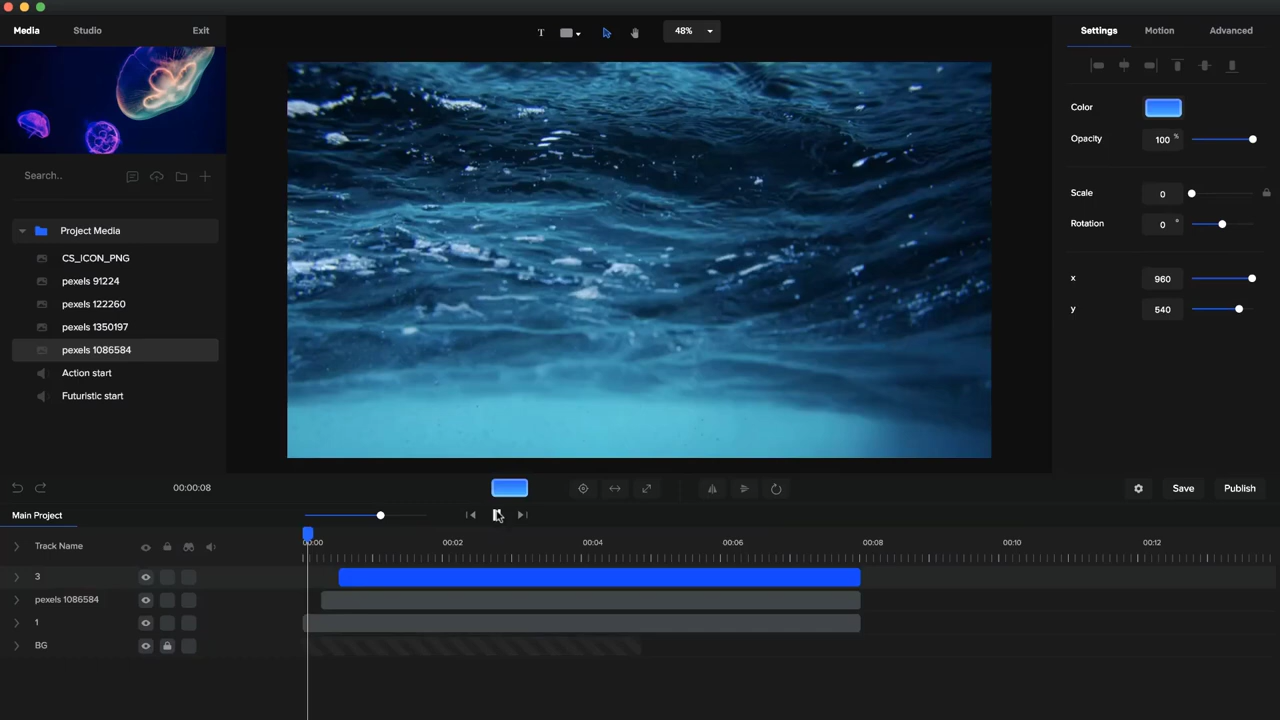 Media Studio Exit
T 48%
Settings Motion Advanced
Color
Opacity 100 %
Search..
Scale 0
Rotation 0 °
Project Media
CS_ICON_PNG
pexels 91224
x 960
pexels 122260
y 540
pexels 1350197
pexels 1086584
Action start
Futuristic start
00:00:08
Save Publish
Main Project
Track Name
00:00 00:02 00:04 00:06 00:08 00:10 00:12
3
pexels 1086584
1
BG